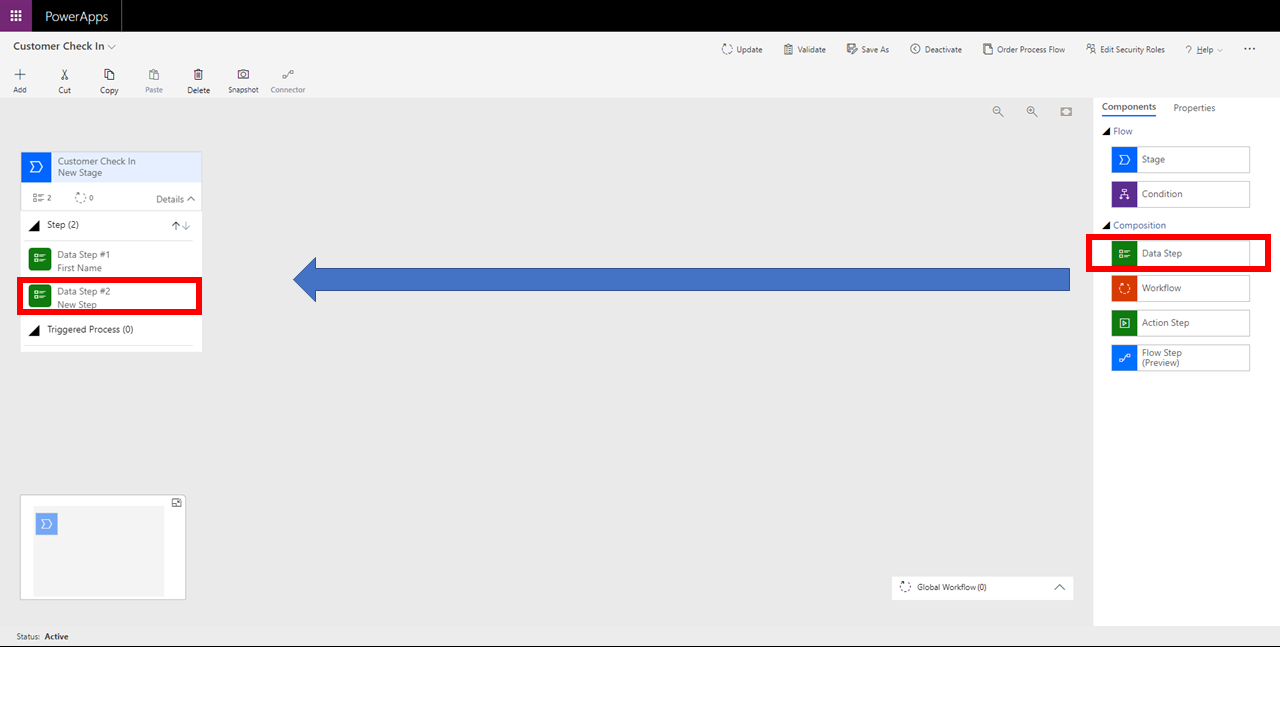 PowerApps
Customer Check In
Update
Validate
Save As
Deactivate
Order Process Flow
Edit Security Roles
? Help
...
Add
Cut
Copy
Paste
Delete
Snapshot
Connector
Components
Properties
Flow
Stage
Condition
Composition
Data Step
Workflow
Action Step
Flow Step
(Preview)
Customer Check In
New Stage
2
0
Details
Step (2)
Data Step #1
First Name
Data Step #2
New Step
Triggered Process (0)
Global Workflow (0)
Status: Active